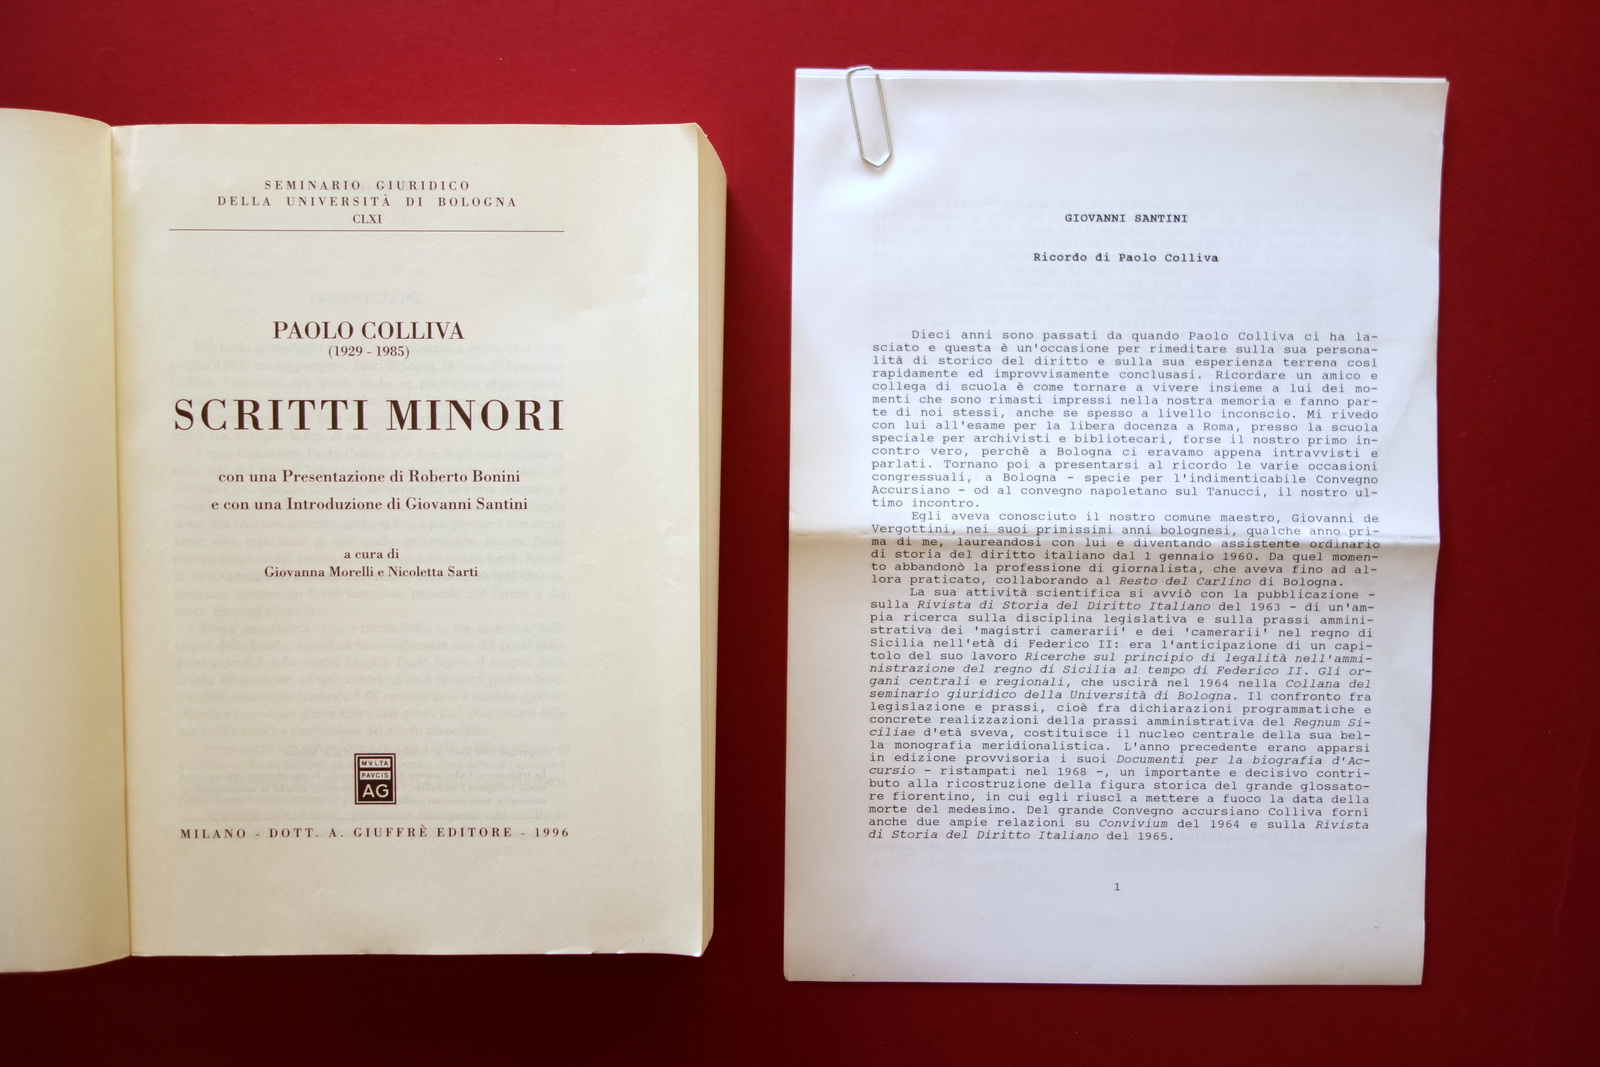 SEMINARIO GIURIDICO
DELLA UNIVERSITÀ DI BOLOGNA
CLXI
PAOLO COLLIVA
(1929 - 1985)
SCRITTI MINORI
con una Presentazione di Roberto Bonini
e con una Introduzione di Giovanni Santini
a cura di
Giovanna Morelli e Nicoletta Sarti
MVLTA
PAVCIS
AG
MILANO - DOTT. A. GIUFFRÈ EDITORE - 1996
GIOVANNI SANTINI
Ricordo di Paolo Colliva
Dieci anni sono passati da quando Paolo Colliva ci ha la-
sciato e questa è un'occasione per rimeditare sulla sua persona-
lità di storico del diritto e sulla sua esperienza terrena così
rapidamente ed improvvisamente conclusasi. Ricordare un amico e
collega di scuola è come tornare a vivere insieme a lui dei mo-
menti che sono rimasti impressi nella nostra memoria e fanno par-
te di noi stessi, anche se spesso a livello inconscio. Mi rivedo
con lui all'esame per la libera docenza a Roma, presso la scuola
speciale per archivisti e bibliotecari, forse il nostro primo in-
contro vero, perchè a Bologna ci eravamo appena intravvisti e
parlati. Tornano poi a presentarsi al ricordo le varie occasioni
congressuali, a Bologna - specie per l'indimenticabile Convegno
Accursiano - od al convegno napoletano sul Tanucci, il nostro ul-
timo incontro.
Egli aveva conosciuto il nostro comune maestro, Giovanni de
Vergottini, nei suoi primissimi anni bolognesi, qualche anno pri-
ma di me, laureandosi con lui e diventando assistente ordinario
di storia del diritto italiano dal 1 gennaio 1960. Da quel momen-
to abbandonò la professione di giornalista, che aveva fino ad al-
lora praticato, collaborando al Resto del Carlino di Bologna.
La sua attività scientifica si avviò con la pubblicazione -
sulla Rivista di Storia del Diritto Italiano del 1963 - di un'am-
pia ricerca sulla disciplina legislativa e sulla prassi ammini-
strativa dei 'magistri camerarii' e dei 'camerarii' nel regno di
Sicilia nell'età di Federico II: era l'anticipazione di un capi-
tolo del suo lavoro Ricerche sul principio di legalità nell'ammi-
nistrazione del regno di Sicilia al tempo di Federico II. Gli or-
gani centrali e regionali, che uscirà nel 1964 nella Collana del
seminario giuridico della Università di Bologna. Il confronto fra
legislazione e prassi, cioè fra dichiarazioni programmatiche e
concrete realizzazioni della prassi amministrativa del Regnum Si-
ciliae d'età sveva, costituisce il nucleo centrale della sua bel-
la monografia meridionalistica. L'anno precedente erano apparsi
in edizione provvisoria i suoi Documenti per la biografia d'Ac-
cursio - ristampati nel 1968 -, un importante e decisivo contri-
buto alla ricostruzione della figura storica del grande glossato-
re fiorentino, in cui egli riuscì a mettere a fuoco la data della
morte del medesimo. Del grande Convegno accursiano Colliva fornì
anche due ampie relazioni su Convivium del 1964 e sulla Rivista
di Storia del Diritto Italiano del 1965.
1